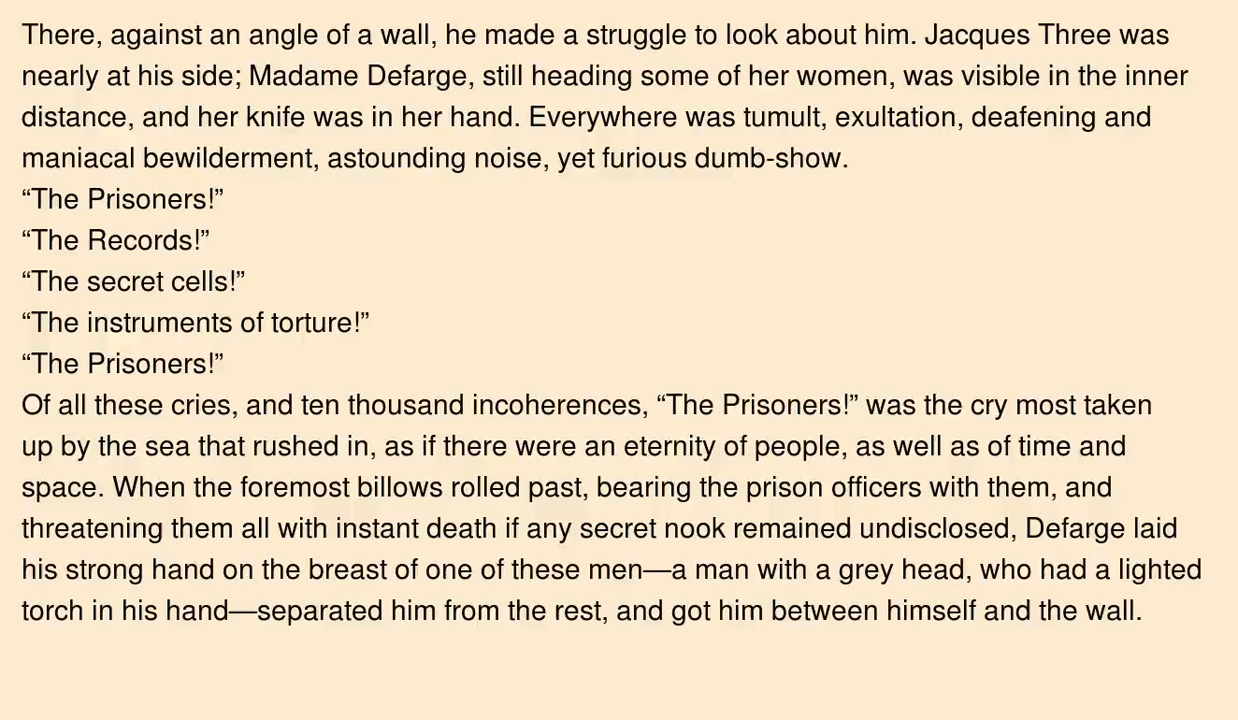 There, against an angle of a wall, he made a struggle to look about him. Jacques Three was
nearly at his side; Madame Defarge, still heading some of her women, was visible in the inner
distance, and her knife was in her hand. Everywhere was tumult, exultation, deafening and
maniacal bewilderment, astounding noise, yet furious dumb-show.
“The Prisoners!”
“The Records!”
“The secret cells!”
“The instruments of torture!”
“The Prisoners!”
Of all these cries, and ten thousand incoherences, “The Prisoners!” was the cry most taken
up by the sea that rushed in, as if there were an eternity of people, as well as of time and
space. When the foremost billows rolled past, bearing the prison officers with them, and
threatening them all with instant death if any secret nook remained undisclosed, Defarge laid
his strong hand on the breast of one of these men—a man with a grey head, who had a lighted
torch in his hand—separated him from the rest, and got him between himself and the wall.